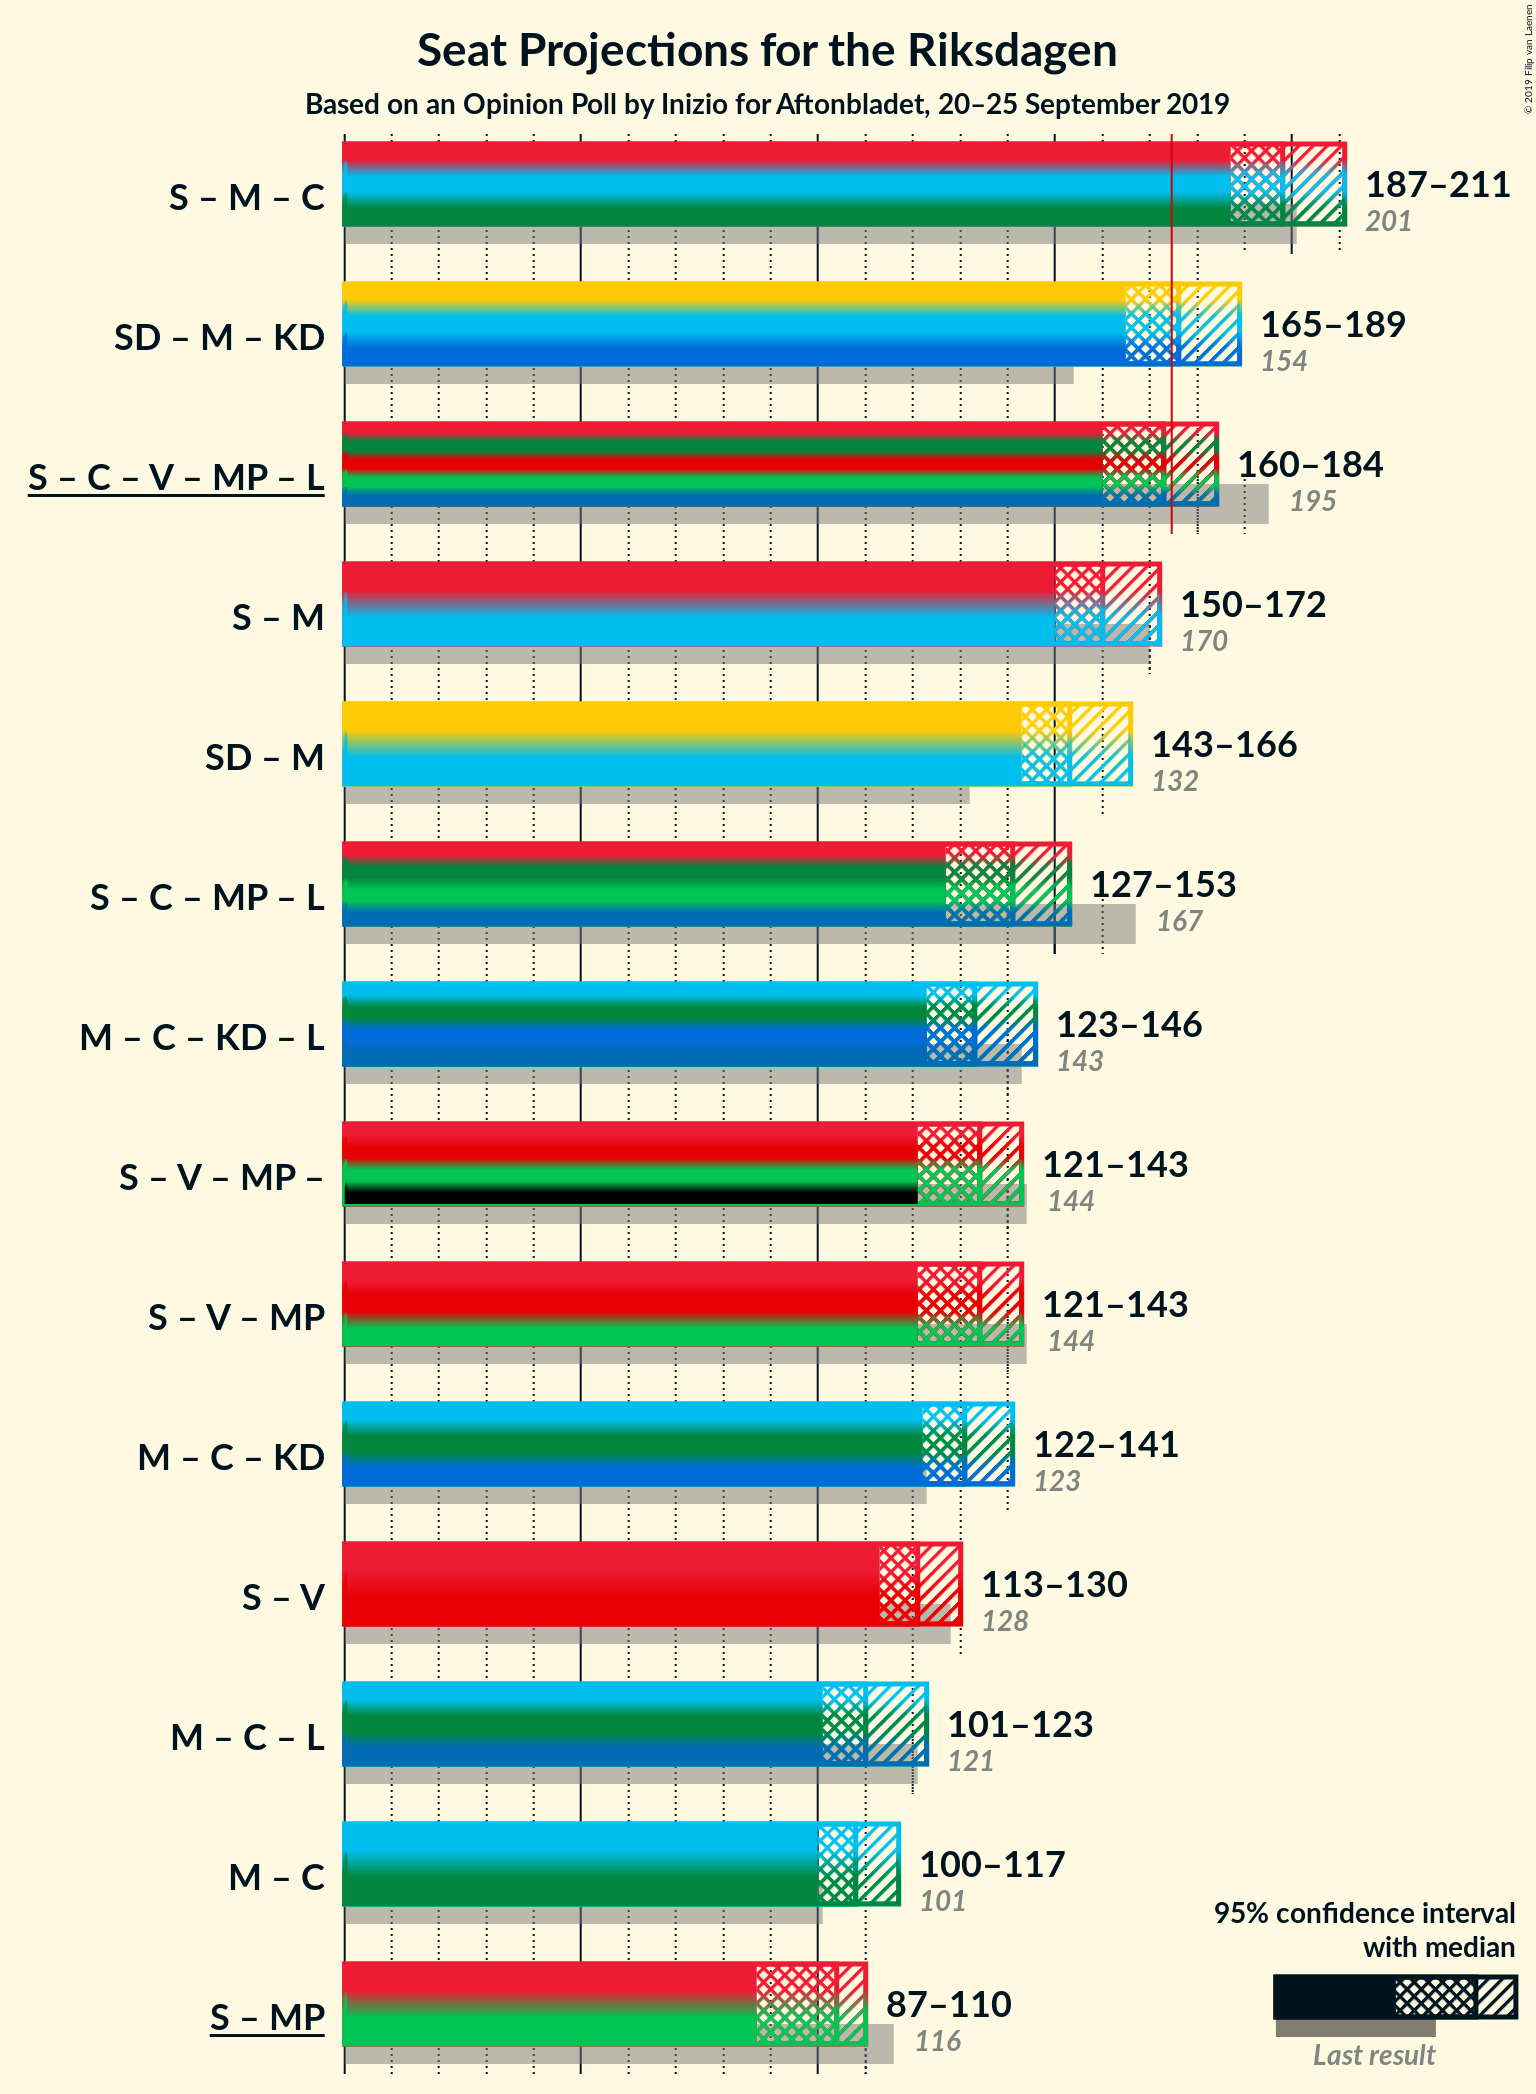 Seat Projections for the Riksdagen
Based on an Opinion Poll by Inizio for Aftonbladet, 20–25 September 2019
© 2019 Filip van Laenen
S – M – C
187–211
201
SD – M – KD
165–189
154
S – C – V – MP – L
160–184
195
S – M
150–172
170
SD – M
143–166
132
S – C – MP – L
127–153
167
M – C – KD – L
123–146
143
S – V – MP –
121–143
144
S – V – MP
121–143
144
M – C – KD
122–141
123
S – V
113–130
128
M – C – L
101–123
121
M – C
100–117
101
S – MP
87–110
116
95% confidence interval
with median
Last result